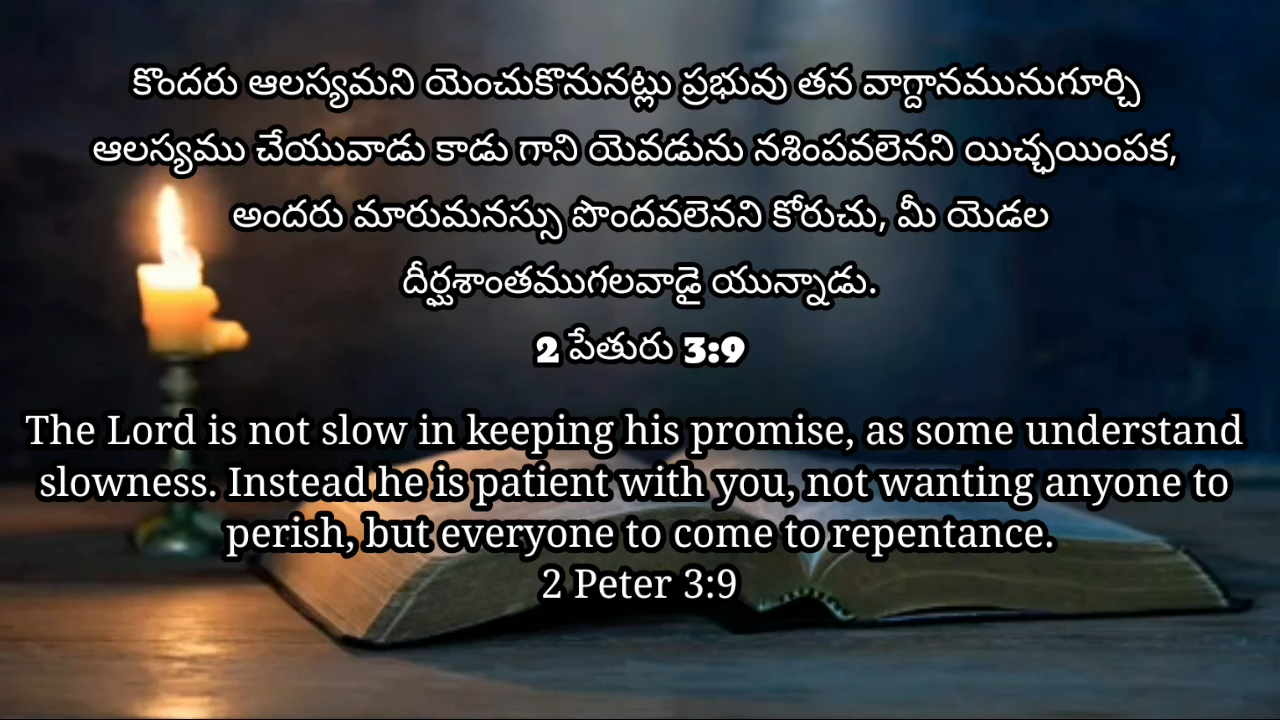 కొందరు ఆలస్యమని యెంచుకొనునట్లు ప్రభువు తన వాగ్దానమునుగూర్చి
ఆలస్యము చేయువాడు కాడు గాని యెవడును నశింపవలెనని యిచ్ఛయింపక,
అందరు మారుమనస్సు పొందవలెనని కోరుచు, మీ యెడల
దీర్ఘశాంతముగలవాడై యున్నాడు.
2 పేతురు 3:9
The Lord is not slow in keeping his promise, as some understand
slowness. Instead he is patient with you, not wanting anyone to
perish, but everyone to come to repentance.
2 Peter 3:9